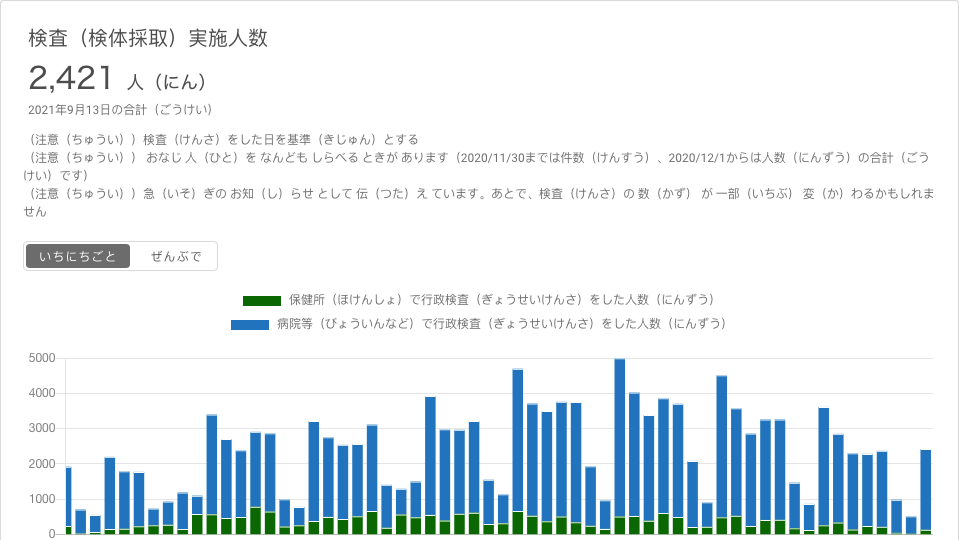 検査（検体採取）実施人数
2,421 人（にん）
2021年9月13日の合計（ごうけい）
（注意（ちゅうい））検査（けんさ）をした日を基準（きじゅん）とする
（注意（ちゅうい）） おなじ 人（ひと）を なんども しらべる ときが あります（2020/11/30までは件数（けんすう）、2020/12/1からは人数（にんずう）の合計（ごう
けい）です）
（注意（ちゅうい））急（いそ）ぎの お知（し）らせ として 伝（つた）え ています。あとで、検査（けんさ）の 数（かず） が 一部（いちぶ） 変（か）わるかもしれま
せん
いちにちごと ぜんぶで
保健所（ほけんしょ）で行政検査（ぎょうせいけんさ）をした人数（にんずう）
病院等（びょういんなど）で行政検査（ぎょうせいけんさ）をした人数（にんずう）
5000
4000
3000
2000
1000
0